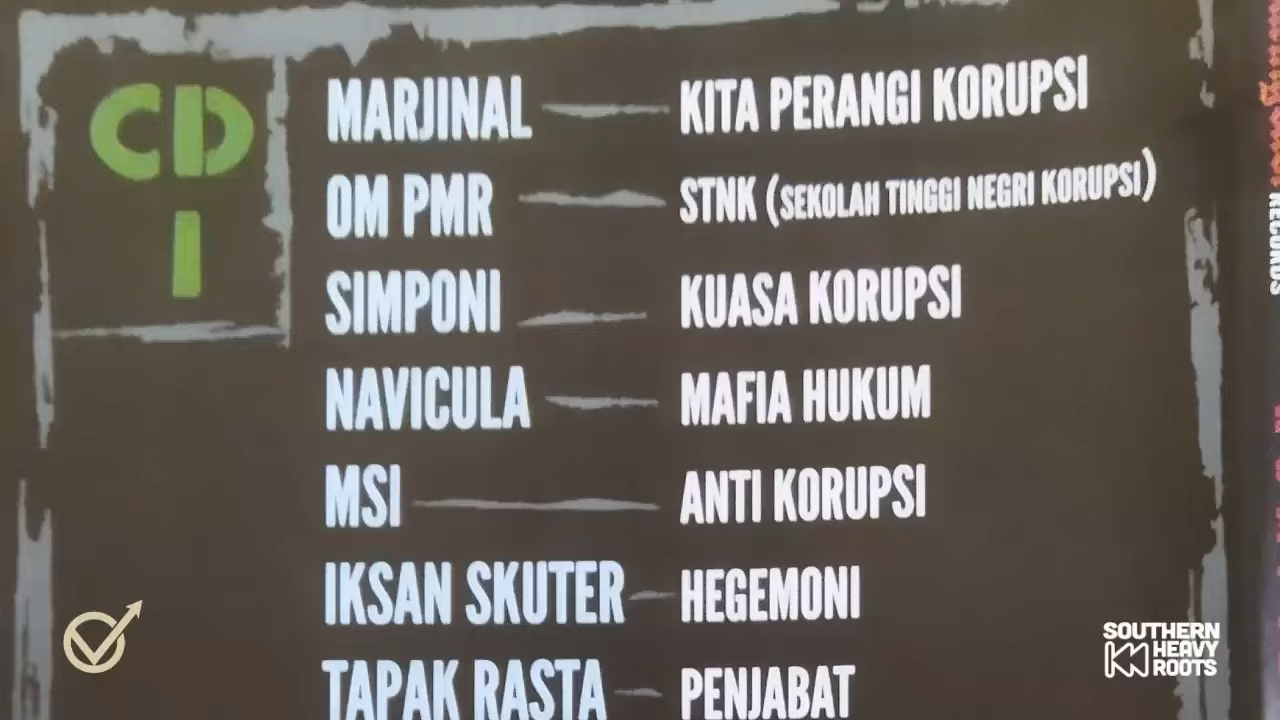 CD
I
MARJINAL — KITA PERANGI KORUPSI
OM PMR — STNK (SEKOLAH TINGGI NEGRI KORUPSI)
SIMPONI — KUASA KORUPSI
NAVICULA — MAFIA HUKUM
MSI — ANTI KORUPSI
IKSAN SKUTER — HEGEMONI
TAPAK RASTA — PENJABAT
RECORDS
SOUTHERN
HEAVY
ROOTS